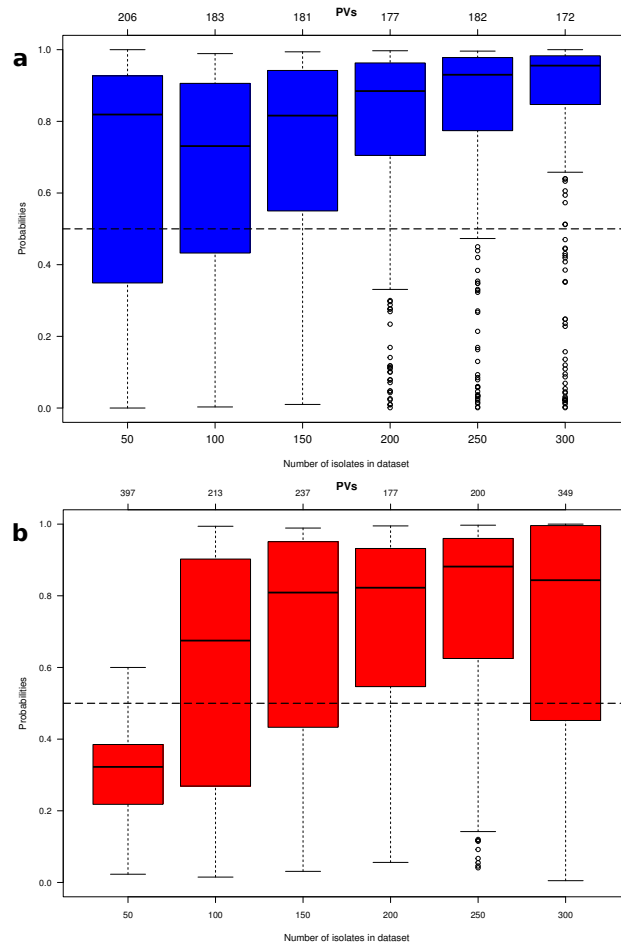 PVs
206 183 181 177 182 172
a
1.0
0.8
0.6
0.4
0.2
0.0
Probabilities
50 100 150 200 250 300
Number of isolates in dataset
PVs
397 213 237 177 200 349
b
1.0
0.8
0.6
0.4
0.2
0.0
Probabilities
50 100 150 200 250 300
Number of isolates in dataset